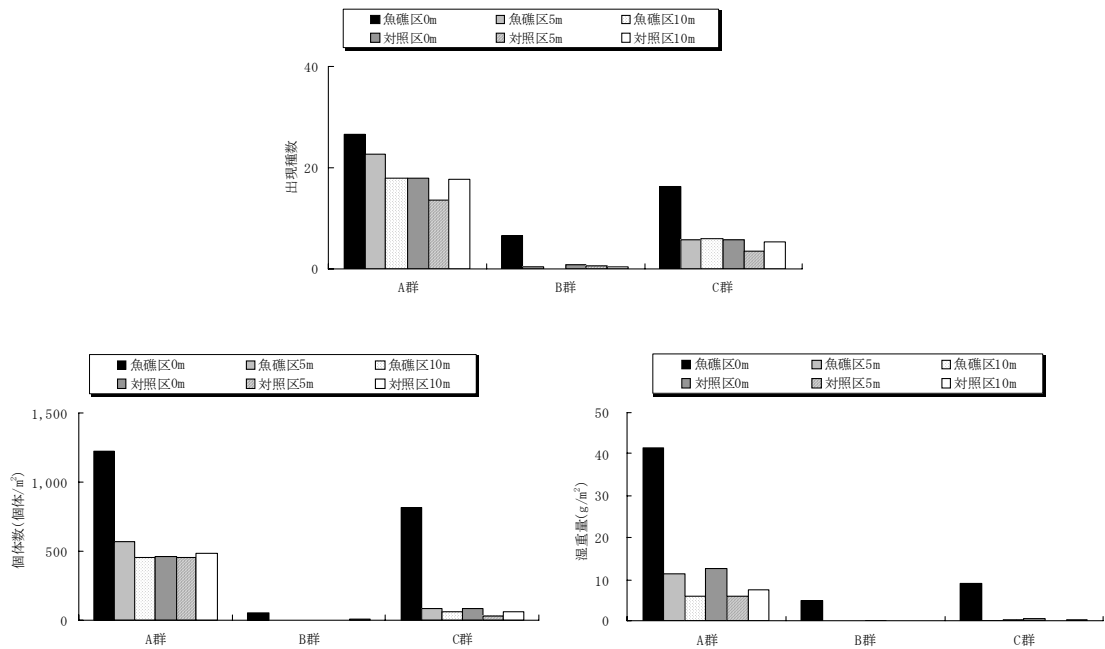 魚礁区0m 魚礁区5m 魚礁区10m
対照区0m 対照区5m 対照区10m
40
20
0
出現種数
A群 B群 C群
魚礁区0m 魚礁区5m 魚礁区10m
対照区0m 対照区5m 対照区10m
1,500
1,000
500
0
個体数(個体/㎡)
A群 B群 C群
魚礁区0m 魚礁区5m 魚礁区10m
対照区0m 対照区5m 対照区10m
50
40
30
20
10
0
湿重量(g/㎡)
A群 B群 C群